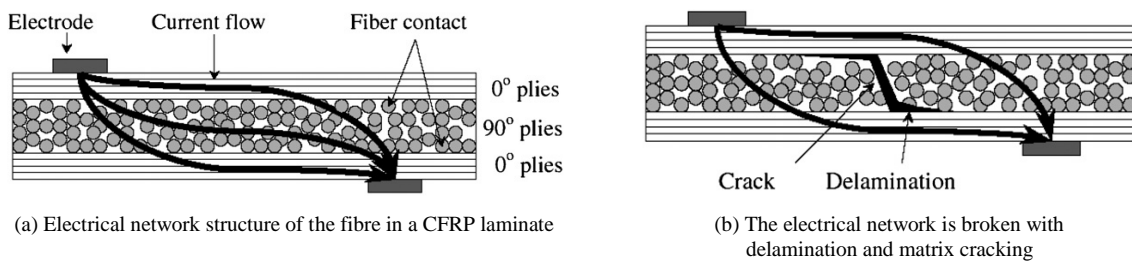 Electrode
Current flow
Fiber contact
0° plies
90° plies
0° plies
(a) Electrical network structure of the fibre in a CFRP laminate
Crack
Delamination
(b) The electrical network is broken with
delamination and matrix cracking